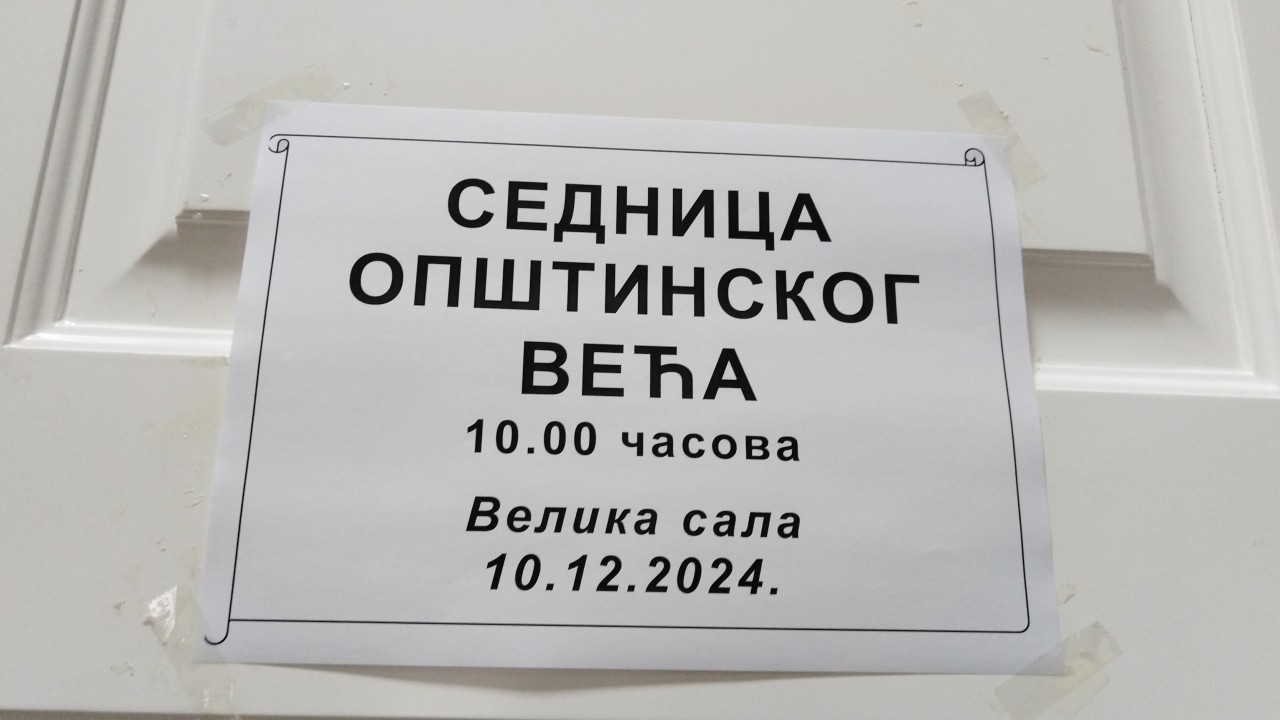 СЕДНИЦА
ОПШТИНСКОГ
ВЕЋА
10.00 часова
Велика сала
10.12.2024.